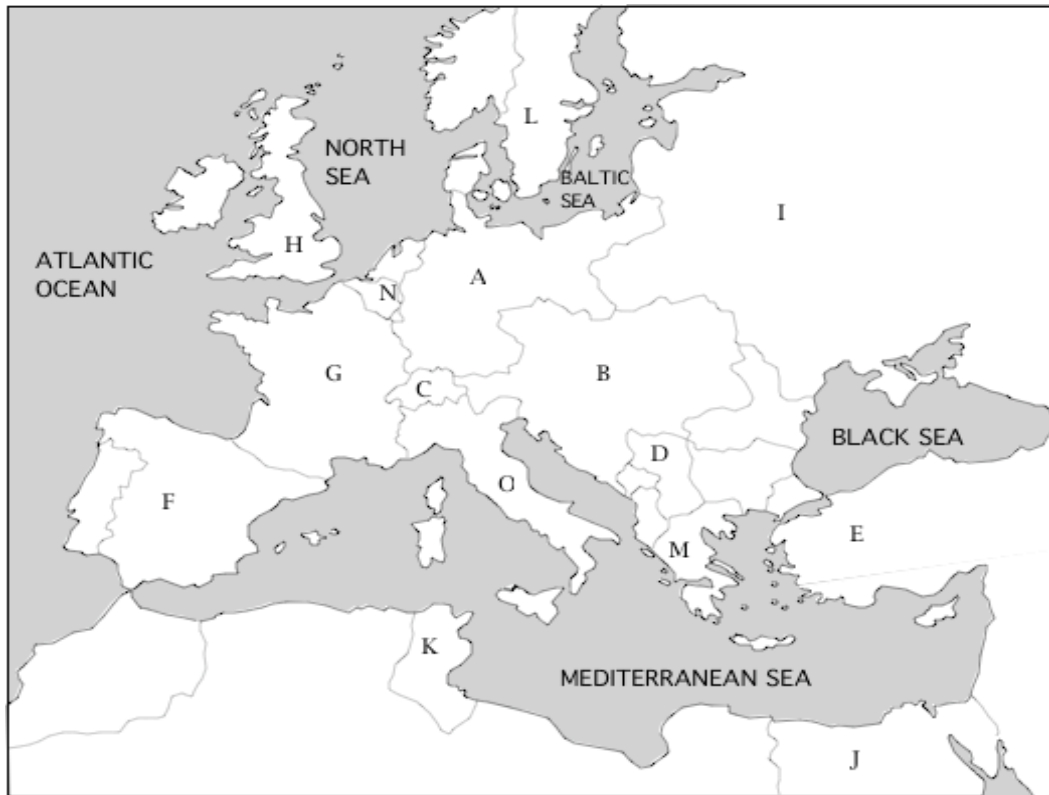 L
NORTH
SEA
BALTIC
SEA
I
H
ATLANTIC
OCEAN
A
N
G
C
B
BLACK SEA
D
F
O
E
M
K
MEDITERRANEAN SEA
J